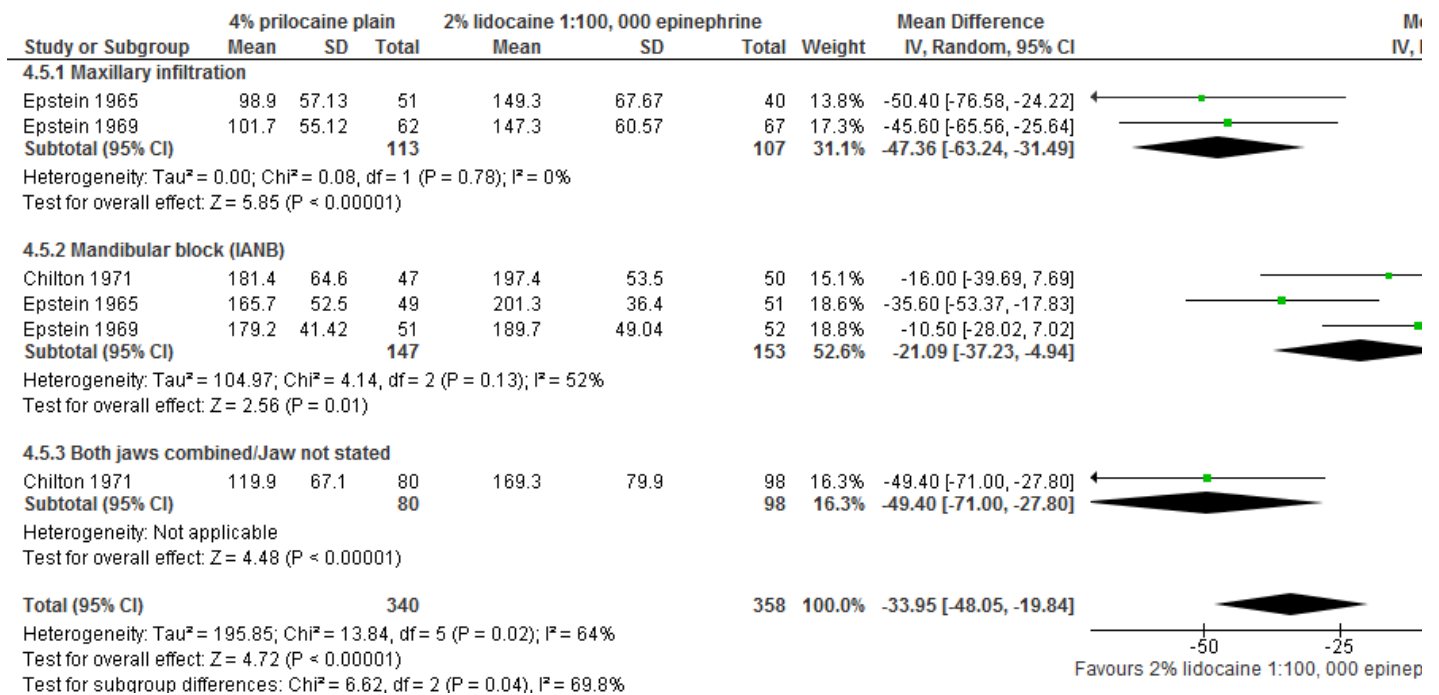 4% prilocaine plain 2% lidocaine 1:100, 000 epinephrine Mean Difference
Study or Subgroup Mean SD Total Mean SD Total Weight IV, Random, 95% CI IV,
4.5.1 Maxillary infiltration
Epstein 1965 98.9 57.13 51 149.3 67.67 40 13.8% -50.40 [-76.58, -24.22]
Epstein 1969 101.7 55.12 62 147.3 60.57 67 17.3% -45.60 [-65.56, -25.64]
Subtotal (95% CI) 113 107 31.1% -47.36 [-63.24, -31.49]
Heterogeneity: Tau² = 0.00; Chi² = 0.08, df = 1 (P = 0.78); I² = 0%
Test for overall effect: Z = 5.85 (P < 0.00001)
4.5.2 Mandibular block (IANB)
Chilton 1971 181.4 64.6 47 197.4 53.5 50 15.1% -16.00 [-39.69, 7.69]
Epstein 1965 165.7 52.5 49 201.3 36.4 51 18.6% -35.60 [-53.37, -17.83]
Epstein 1969 179.2 41.42 51 189.7 49.04 52 18.8% -10.50 [-28.02, 7.02]
Subtotal (95% CI) 147 153 52.6% -21.09 [-37.23, -4.94]
Heterogeneity: Tau² = 104.97; Chi² = 4.14, df = 2 (P = 0.13); I² = 52%
Test for overall effect: Z = 2.56 (P = 0.01)
4.5.3 Both jaws combined/Jaw not stated
Chilton 1971 119.9 67.1 80 169.3 79.9 98 16.3% -49.40 [-71.00, -27.80]
Subtotal (95% CI) 80 98 16.3% -49.40 [-71.00, -27.80]
Heterogeneity: Not applicable
Test for overall effect: Z = 4.48 (P < 0.00001)
Total (95% CI) 340 358 100.0% -33.95 [-48.05, -19.84]
Heterogeneity: Tau² = 195.85; Chi² = 13.84, df = 5 (P = 0.02); I² = 64%
-50 -25
Test for overall effect: Z = 4.72 (P < 0.00001)
Favours 2% lidocaine 1:100, 000 epinep
Test for subgroup differences: Chi² = 6.62, df = 2 (P = 0.04), I² = 69.8%